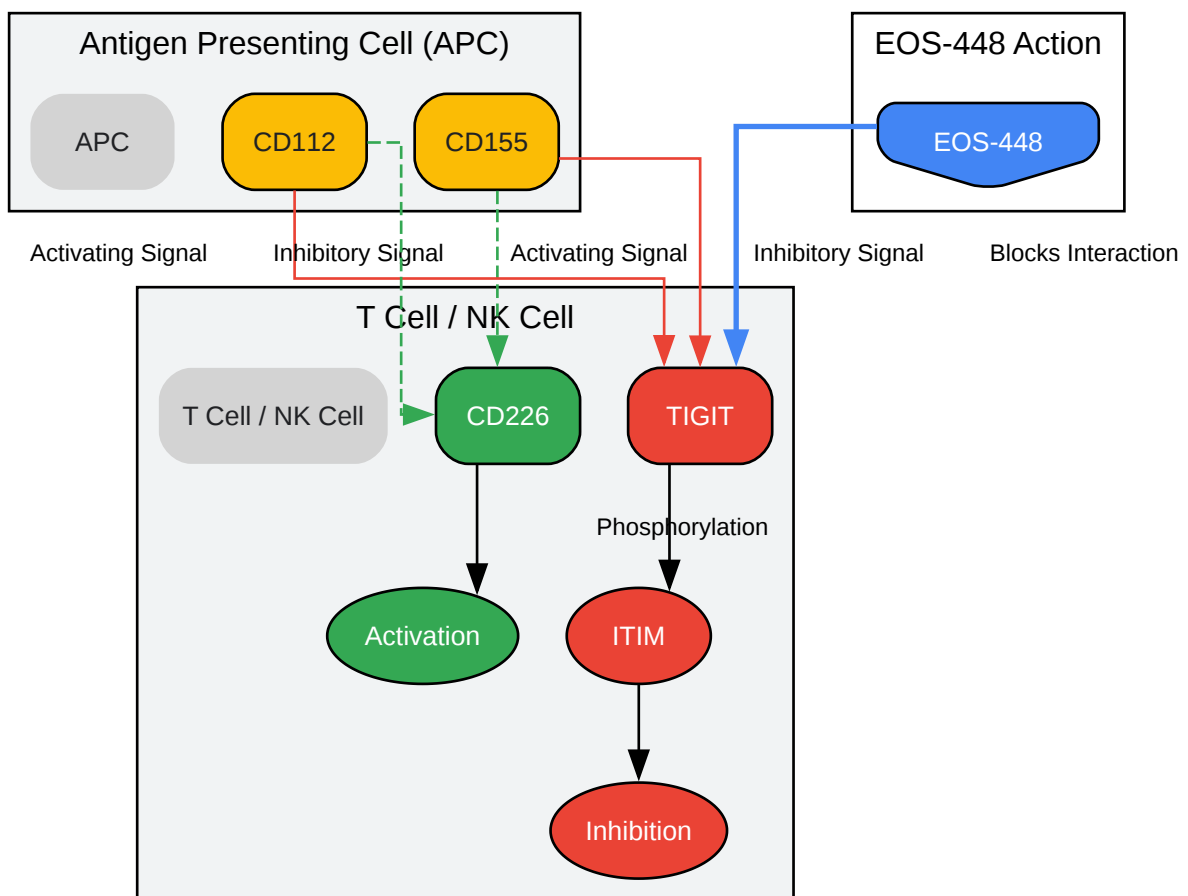 Antigen Presenting Cell (APC)
EOS-448 Action
APC
CD112
CD155
EOS-448
Activating Signal
Inhibitory Signal
Activating Signal
Inhibitory Signal
Blocks Interaction
T Cell / NK Cell
T Cell / NK Cell
CD226
TIGIT
Phosphorylation
Activation
ITIM
Inhibition